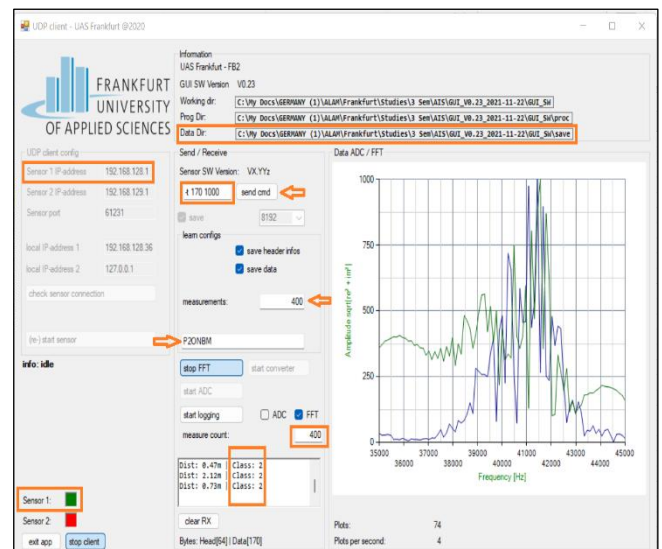 UDP client - UAS Frankfurt @2020
FRANKFURT
UNIVERSITY
OF APPLIED SCIENCES
Information
UAS Frankfurt - FB2
GUI SW Version V0.23
Working dir: C:\My Docs\GERMANY (1)\ALAM\Frankfurt\Studies\3 Sem\AIS\GUI_V0.23_2021-11-22\GUI_SW
Prog Dir: C:\My Docs\GERMANY (1)\ALAM\Frankfurt\Studies\3 Sem\AIS\GUI_V0.23_2021-11-22\GUI_SW\proc
Data Dir: C:\My Docs\GERMANY (1)\ALAM\Frankfurt\Studies\3 Sem\AIS\GUI_V0.23_2021-11-22\GUI_SW\save
UDP client config
Sensor 1 IP-address 192.168.128.1
Sensor 2 IP-address 192.168.129.1
Sensor port 61231
local IP-address 1 192.168.128.36
local IP-address 2 127.0.0.1
check sensor connection
(re-) start sensor
info: idle
Sensor 1:
Sensor 2:
exit app stop client
Send / Receive
Sensor SW Version: VX.YYz
-t 170 1000 send cmd
save 8192
learn configs
save header infos
save data
measurements: 400
P2ONBM
stop FFT start converter
start ADC
start logging ADC FFT
measure count: 400
Dist: 0.47m | Class: 2
Dist: 2.12m | Class: 2
Dist: 0.73m | Class: 2
clear RX
Bytes: Head[64] | Data[170]
Data ADC / FFT
Amplitude sqrt(re² + im²)
1000
750
500
250
0
35000 37000 39000 41000 43000 45000
36000 38000 40000 42000 44000
Frequency [Hz]
Plots: 74
Plots per second: 4